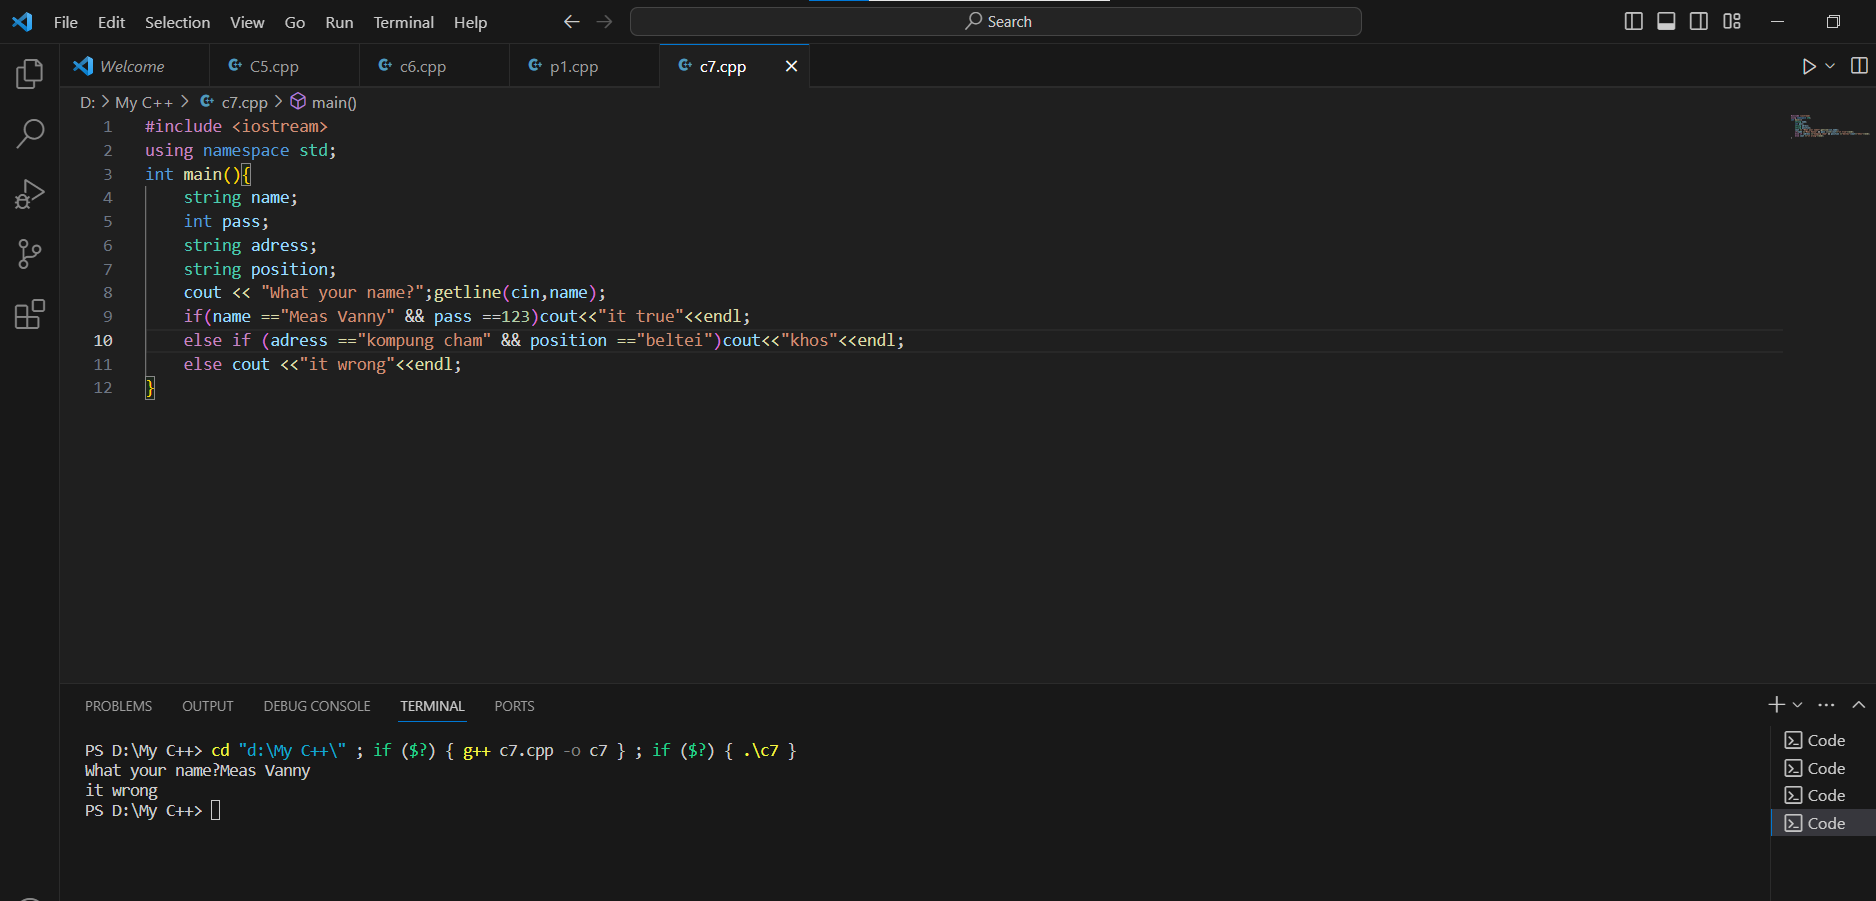 File Edit Selection View Go Run Terminal Help Search
Welcome C5.cpp c6.cpp p1.cpp c7.cpp
D: > My C++ > c7.cpp > main()
1 #include <iostream>
2 using namespace std;
3 int main(){
4 string name;
5 int pass;
6 string adress;
7 string position;
8 cout << "What your name?";getline(cin,name);
9 if(name =="Meas Vanny" && pass ==123)cout<<"it true"<<endl;
10 else if (adress =="kompung cham" && position =="beltei")cout<<"khos"<<endl;
11 else cout <<"it wrong"<<endl;
12 }
PROBLEMS OUTPUT DEBUG CONSOLE TERMINAL PORTS
PS D:\My C++> cd "d:\My C++\" ; if ($?) { g++ c7.cpp -o c7 } ; if ($?) { .\c7 }
What your name?Meas Vanny
it wrong
PS D:\My C++>
Code
Code
Code
Code